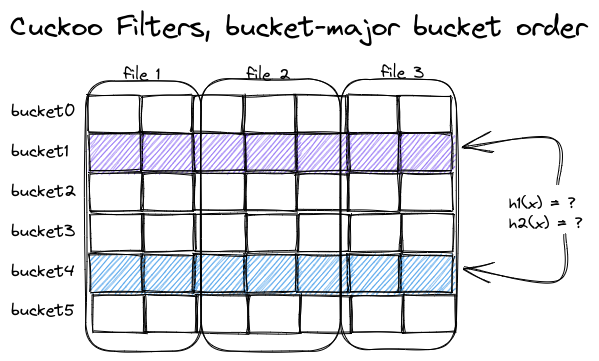 Cuckoo Filters, bucket-major bucket order
file 1 file 2 file 3
bucket0
bucket1
bucket2
bucket3
bucket4
bucket5
h1(x) = ?
h2(x) = ?